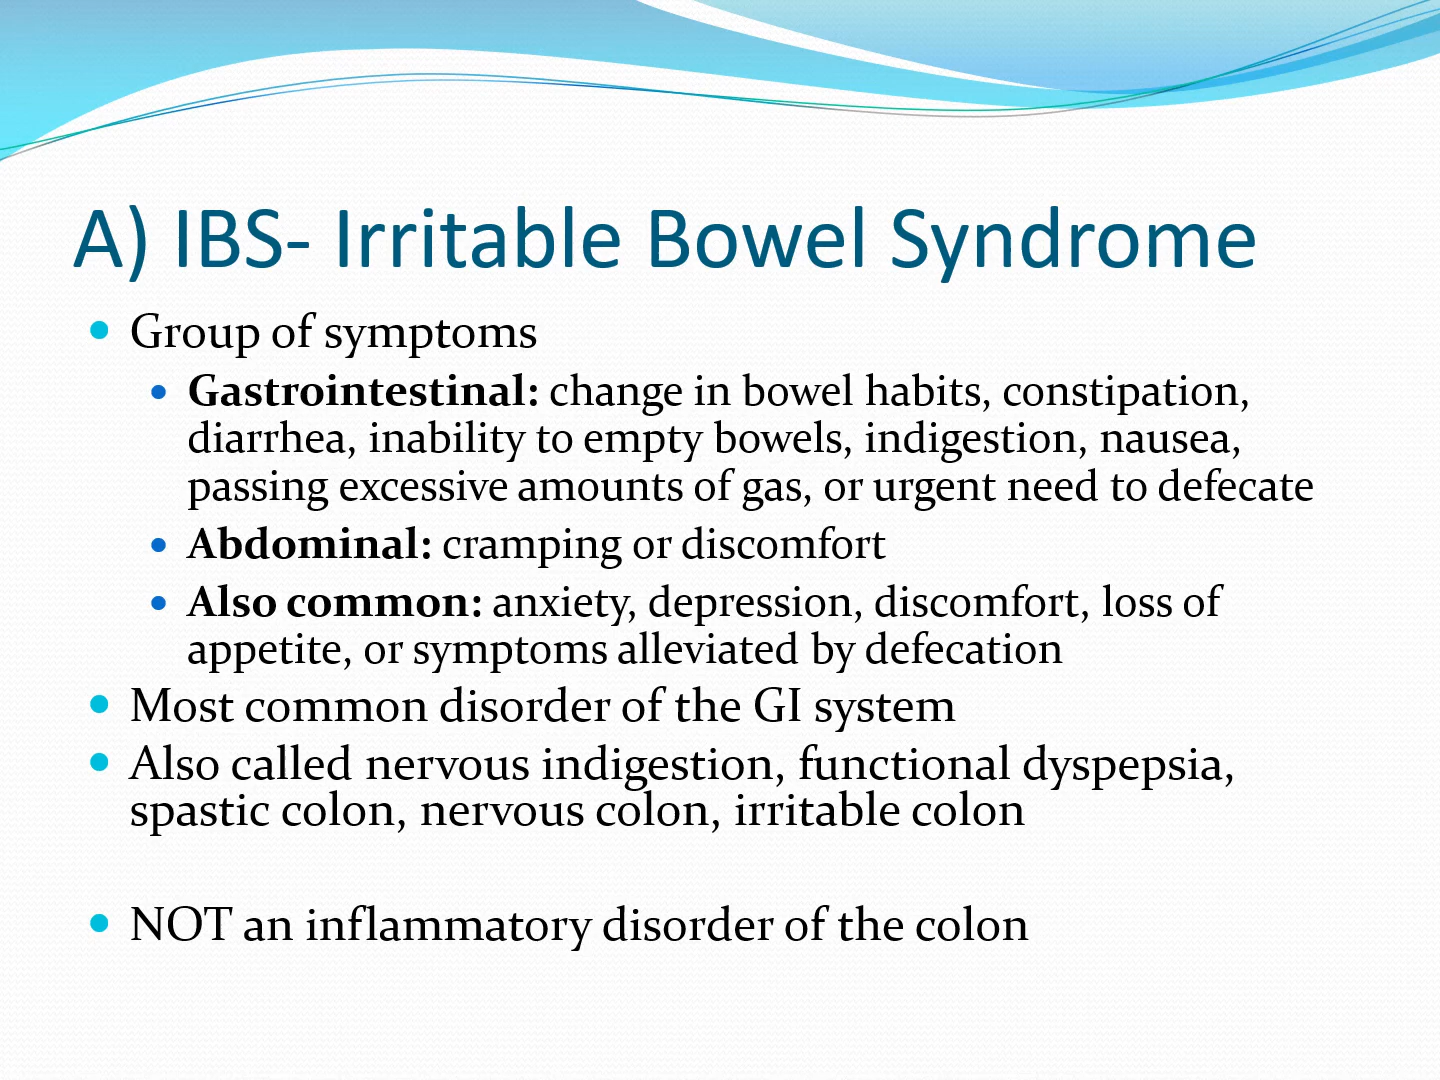 A) IBS- Irritable Bowel Syndrome
• Group of symptoms
• Gastrointestinal: change in bowel habits, constipation,
diarrhea, inability to empty bowels, indigestion, nausea,
passing excessive amounts of gas, or urgent need to defecate
• Abdominal: cramping or discomfort
• Also common: anxiety, depression, discomfort, loss of
appetite, or symptoms alleviated by defecation
• Most common disorder of the GI system
• Also called nervous indigestion, functional dyspepsia,
spastic colon, nervous colon, irritable colon
• NOT an inflammatory disorder of the colon